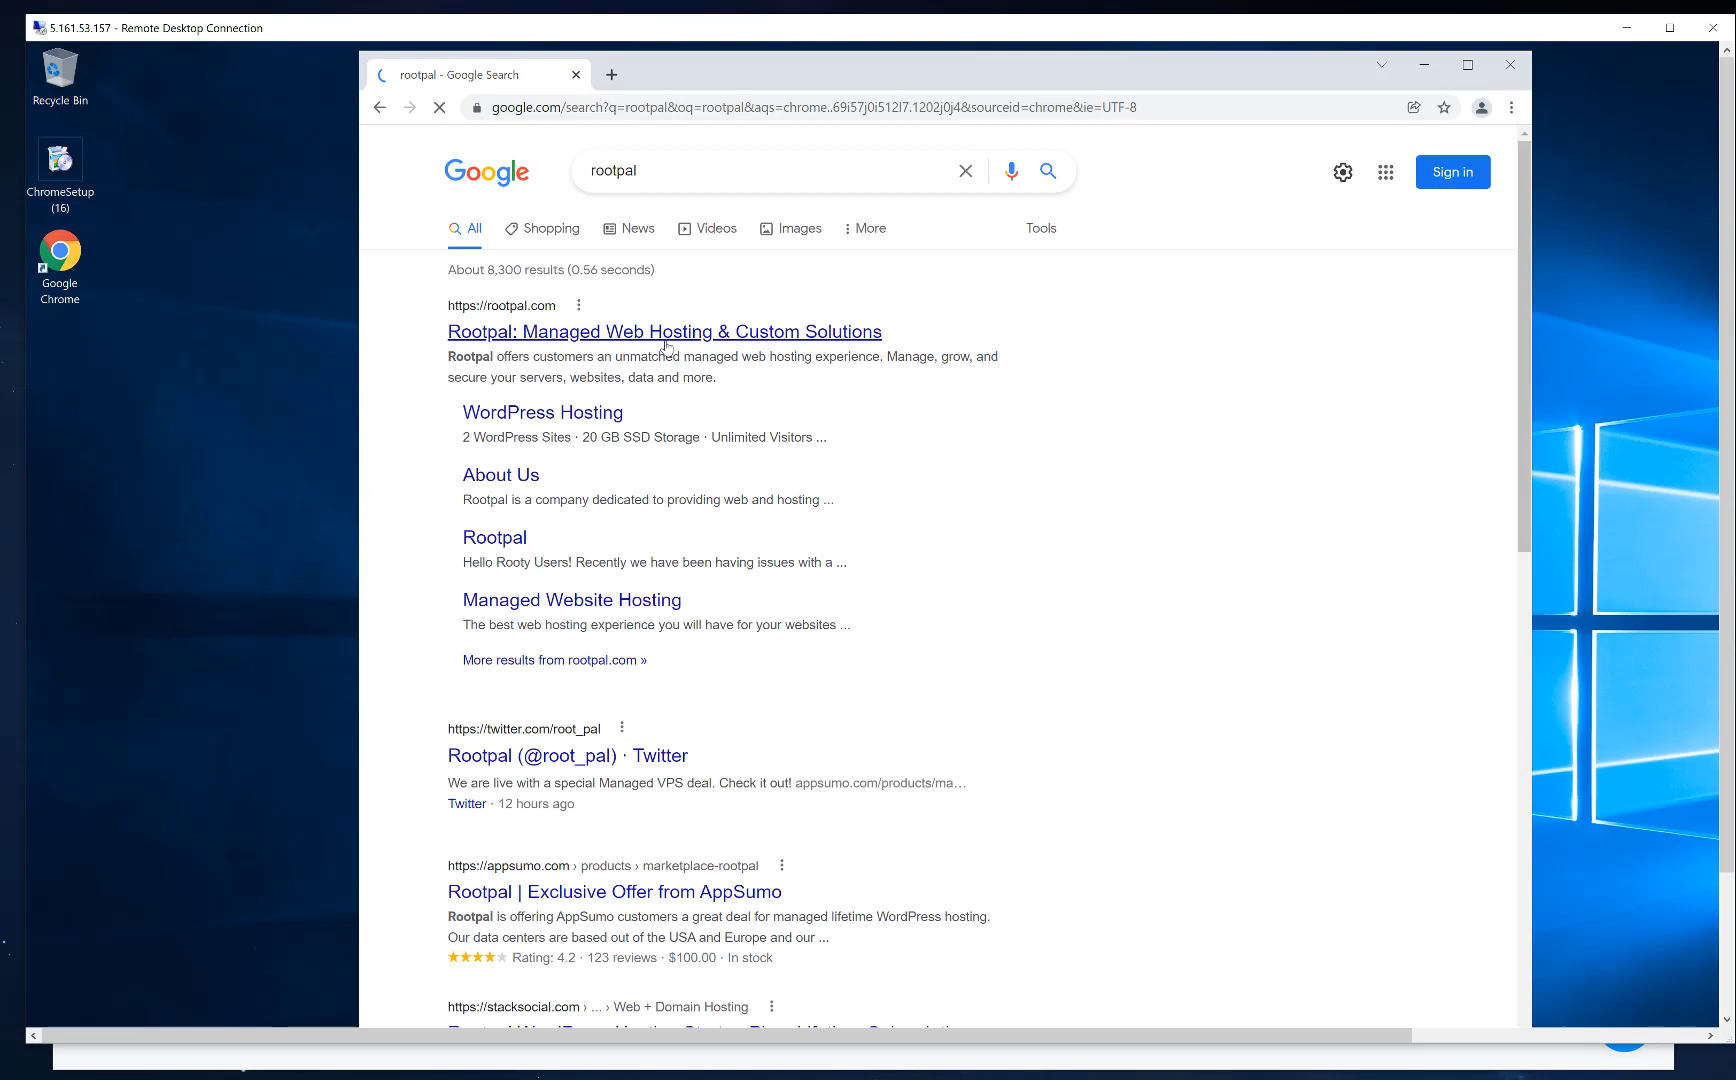 5.161.53.157 - Remote Desktop Connection
Recycle Bin
ChromeSetup
(16)
Google
Chrome
rootpal - Google Search
google.com/search?q=rootpal&oq=rootpal&aqs=chrome..69i57j0i512l7.1202j0j4&sourceid=chrome&ie=UTF-8
Google
rootpal
Sign in
All
Shopping
News
Videos
Images
More
Tools
About 8,300 results (0.56 seconds)
https://rootpal.com
Rootpal: Managed Web Hosting & Custom Solutions
Rootpal offers customers an unmatched managed web hosting experience. Manage, grow, and
secure your servers, websites, data and more.
WordPress Hosting
2 WordPress Sites · 20 GB SSD Storage · Unlimited Visitors ...
About Us
Rootpal is a company dedicated to providing web and hosting ...
Rootpal
Hello Rooty Users! Recently we have been having issues with a ...
Managed Website Hosting
The best web hosting experience you will have for your websites ...
More results from rootpal.com »
https://twitter.com/root_pal
Rootpal (@root_pal) · Twitter
We are live with a special Managed VPS deal. Check it out! appsumo.com/products/ma...
Twitter · 12 hours ago
https://appsumo.com › products › marketplace-rootpal
Rootpal | Exclusive Offer from AppSumo
Rootpal is offering AppSumo customers a great deal for managed lifetime WordPress hosting.
Our data centers are based out of the USA and Europe and our ...
Rating: 4.2 · 123 reviews · $100.00 · In stock
https://stacksocial.com › ... › Web + Domain Hosting